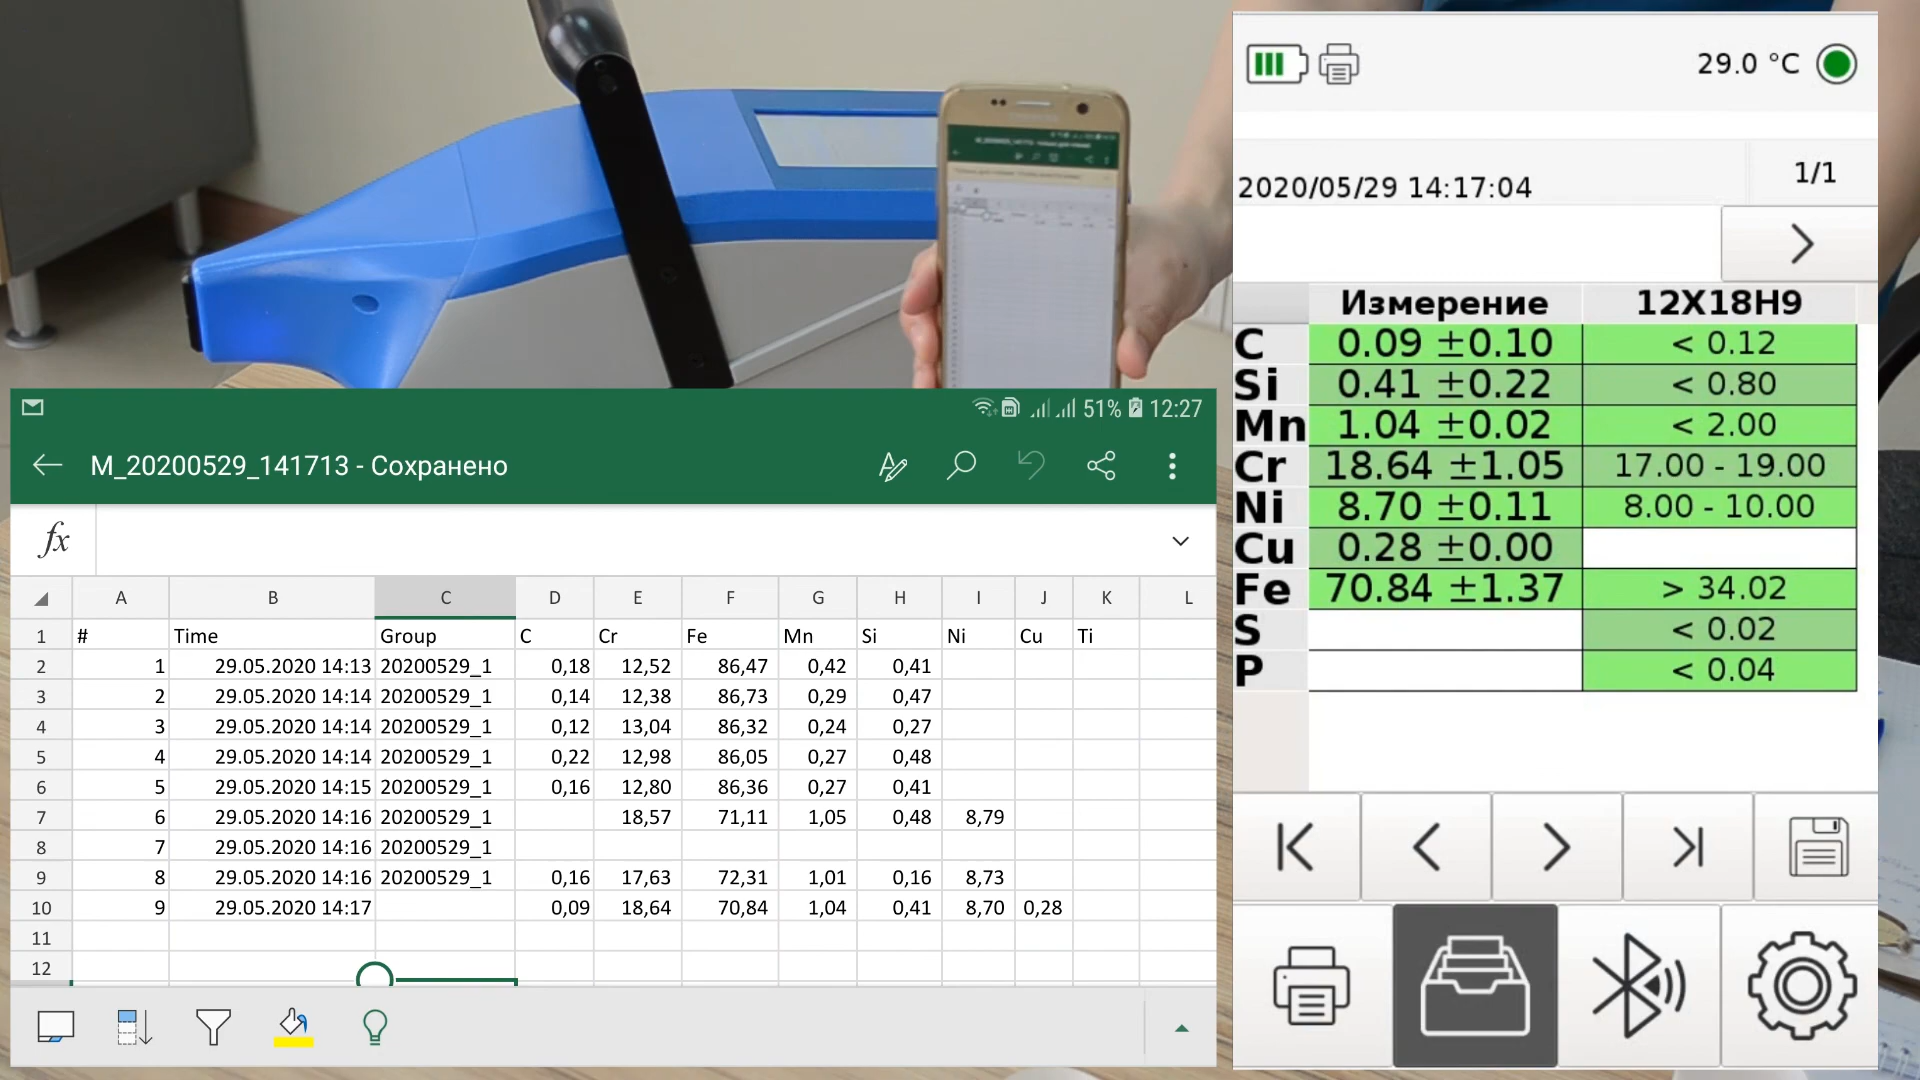 51% 12:27
M_20200529_141713 - Сохранено
fx
A B C D E F G H I J K L
1 # Time Group C Cr Fe Mn Si Ni Cu Ti
2 1 29.05.2020 14:13 20200529_1 0,18 12,52 86,47 0,42 0,41
3 2 29.05.2020 14:14 20200529_1 0,14 12,38 86,73 0,29 0,47
4 3 29.05.2020 14:14 20200529_1 0,12 13,04 86,32 0,24 0,27
5 4 29.05.2020 14:14 20200529_1 0,22 12,98 86,05 0,27 0,48
6 5 29.05.2020 14:15 20200529_1 0,16 12,80 86,36 0,27 0,41
7 6 29.05.2020 14:16 20200529_1 18,57 71,11 1,05 0,48 8,79
8 7 29.05.2020 14:16 20200529_1
9 8 29.05.2020 14:16 20200529_1 0,16 17,63 72,31 1,01 0,16 8,73
10 9 29.05.2020 14:17 0,09 18,64 70,84 1,04 0,41 8,70 0,28
11
12
29.0 °C
2020/05/29 14:17:04 1/1
Измерение 12Х18Н9
C 0.09 ±0.10 < 0.12
Si 0.41 ±0.22 < 0.80
Mn 1.04 ±0.02 < 2.00
Cr 18.64 ±1.05 17.00 - 19.00
Ni 8.70 ±0.11 8.00 - 10.00
Cu 0.28 ±0.00
Fe 70.84 ±1.37 > 34.02
S < 0.02
P < 0.04